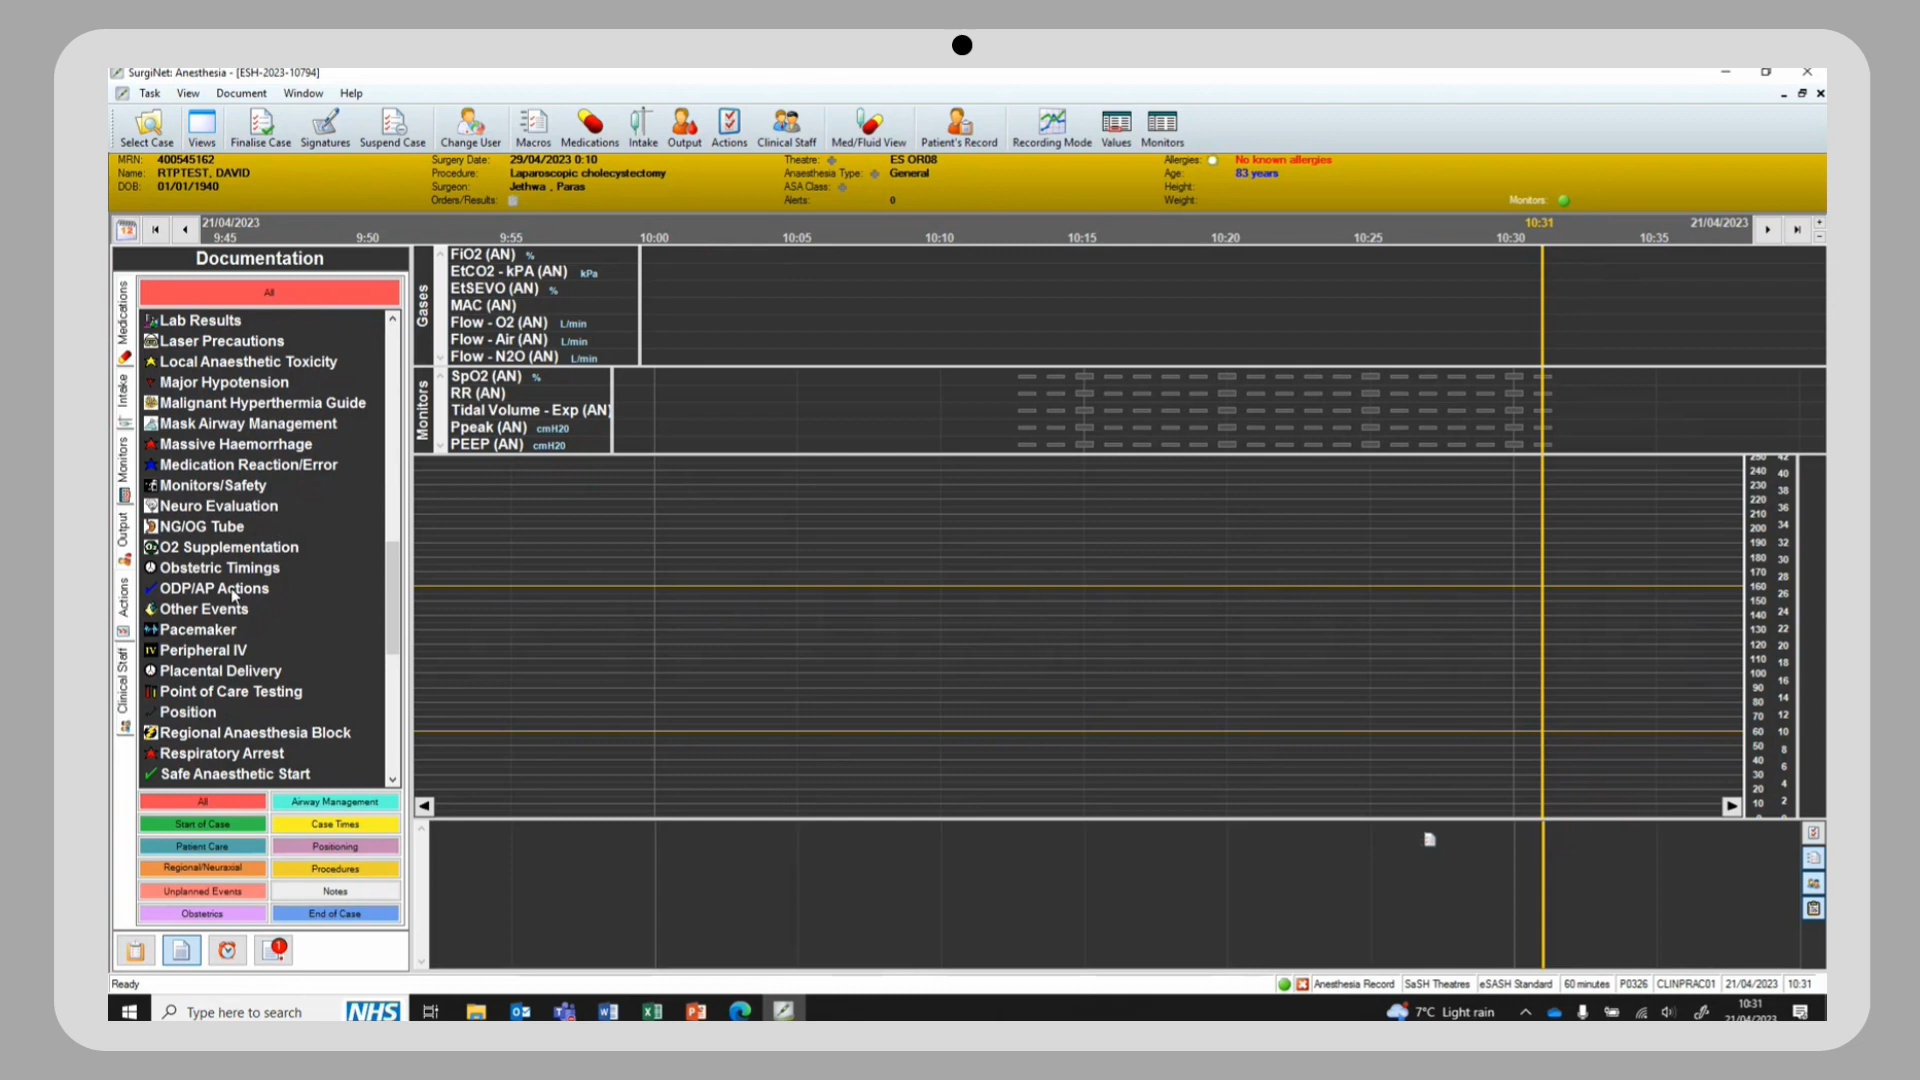 SurgiNet: Anesthesia - [ESH-2023-10794]
Task View Document Window Help
Select Case Views Finalise Case Signatures Suspend Case Change User Macros Medications Intake Output Actions Clinical Staff Med/Fluid View Patient's Record Recording Mode Values Monitors
MRN: 400545162 Surgery Date: 29/04/2023 0:10 Theatre: ES OR08 Allergies: No known allergies
Name: RTPTEST, DAVID Procedure: Laparoscopic cholecystectomy Anaesthesia Type: General Age: 83 years
DOB: 01/01/1940 Surgeon: Jethwa , Paras ASA Class: Height:
Orders/Results: Alerts: 0 Weight: Monitors:
12 21/04/2023 10:31 21/04/2023
9:45 9:50 9:55 10:00 10:05 10:10 10:15 10:20 10:25 10:30 10:35
Documentation
All
Medications
Intake
Monitors
Output
Actions
Clinical Staff
Lab Results
Laser Precautions
Local Anaesthetic Toxicity
Major Hypotension
Malignant Hyperthermia Guide
Mask Airway Management
Massive Haemorrhage
Medication Reaction/Error
Monitors/Safety
Neuro Evaluation
NG/OG Tube
O2 Supplementation
Obstetric Timings
ODP/AP Actions
Other Events
Pacemaker
IV Peripheral IV
Placental Delivery
Point of Care Testing
Position
Regional Anaesthesia Block
Respiratory Arrest
Safe Anaesthetic Start
All Airway Management
Start of Case Case Times
Patient Care Positioning
Regional/Neuraxial Procedures
Unplanned Events Notes
Obstetrics End of Case
1
Gases
FiO2 (AN) %
EtCO2 - kPA (AN) kPa
EtSEVO (AN) %
MAC (AN)
Flow - O2 (AN) L/min
Flow - Air (AN) L/min
Flow - N2O (AN) L/min
Monitors
SpO2 (AN) %
RR (AN)
Tidal Volume - Exp (AN)
Ppeak (AN) cmH20
PEEP (AN) cmH20
250 42
240 40
230 38
220 36
210
200 34
190 32
180 30
170 28
160
150 26
140 24
130 22
120 20
110 18
100 16
90
80 14
70 12
60 10
50 8
40 6
30 4
20
10 2
Ready Anesthesia Record SaSH Theatres eSASH Standard 60 minutes P0326 CLINPRAC01 21/04/2023 10:31
Type here to search NHS 7°C Light rain 10:31
21/04/2023